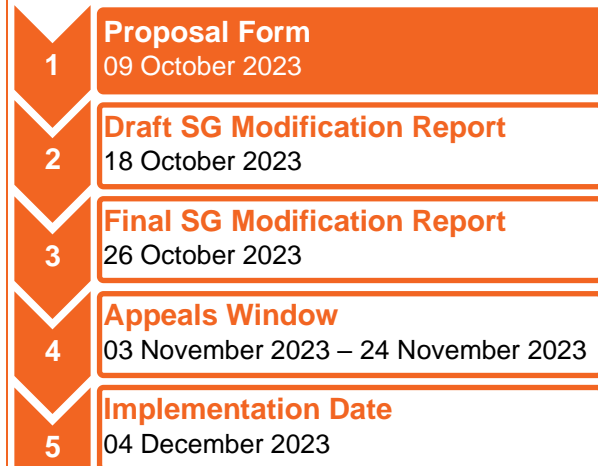 1
Proposal Form
09 October 2023
2
Draft SG Modification Report
18 October 2023
3
Final SG Modification Report
26 October 2023
4
Appeals Window
03 November 2023 – 24 November 2023
5
Implementation Date
04 December 2023